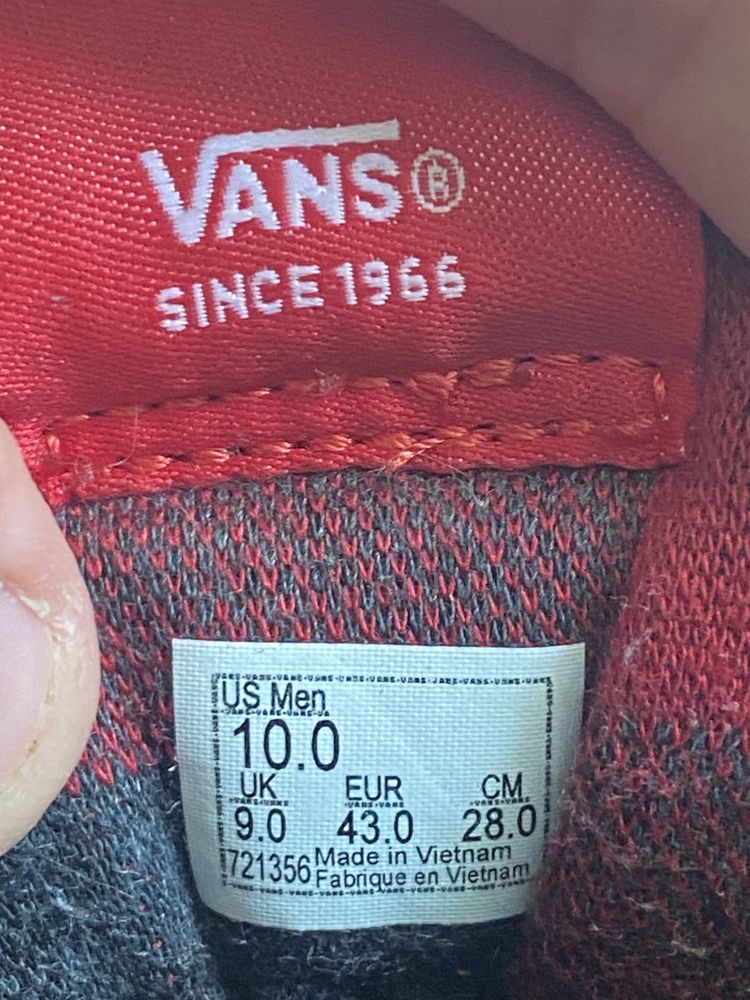 VANS®
SINCE 1966
US Men
10.0
UK EUR CM
9.0 43.0 28.0
721356 Made in Vietnam
Fabrique en Vietnam